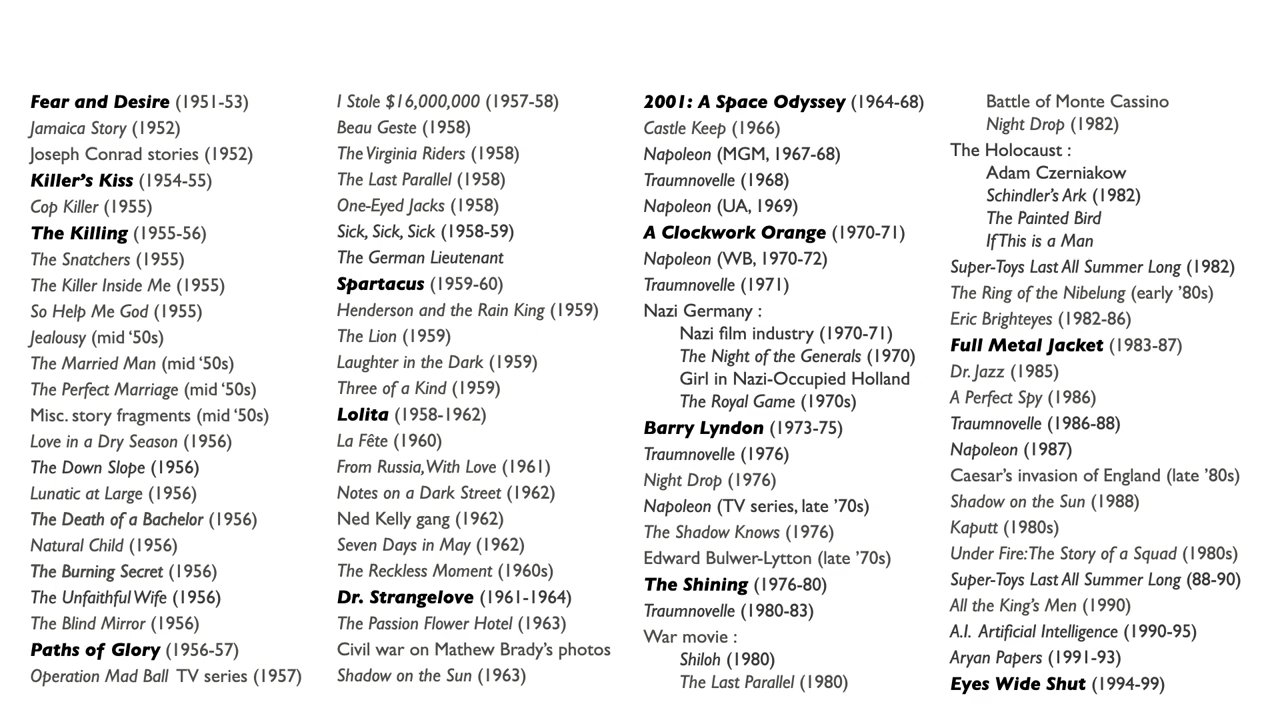 Fear and Desire (1951-53)
Jamaica Story (1952)
Joseph Conrad stories (1952)
Killer's Kiss (1954-55)
Cop Killer (1955)
The Killing (1955-56)
The Snatchers (1955)
The Killer Inside Me (1955)
So Help Me God (1955)
Jealousy (mid '50s)
The Married Man (mid '50s)
The Perfect Marriage (mid '50s)
Misc. story fragments (mid '50s)
Love in a Dry Season (1956)
The Down Slope (1956)
Lunatic at Large (1956)
The Death of a Bachelor (1956)
Natural Child (1956)
The Burning Secret (1956)
The Unfaithful Wife (1956)
The Blind Mirror (1956)
Paths of Glory (1956-57)
Operation Mad Ball TV series (1957)
I Stole $16,000,000 (1957-58)
Beau Geste (1958)
The Virginia Riders (1958)
The Last Parallel (1958)
One-Eyed Jacks (1958)
Sick, Sick, Sick (1958-59)
The German Lieutenant
Spartacus (1959-60)
Henderson and the Rain King (1959)
The Lion (1959)
Laughter in the Dark (1959)
Three of a Kind (1959)
Lolita (1958-1962)
La Fête (1960)
From Russia, With Love (1961)
Notes on a Dark Street (1962)
Ned Kelly gang (1962)
Seven Days in May (1962)
The Reckless Moment (1960s)
Dr. Strangelove (1961-1964)
The Passion Flower Hotel (1963)
Civil war on Mathew Brady's photos
Shadow on the Sun (1963)
2001: A Space Odyssey (1964-68)
Castle Keep (1966)
Napoleon (MGM, 1967-68)
Traumnovelle (1968)
Napoleon (UA, 1969)
A Clockwork Orange (1970-71)
Napoleon (WB, 1970-72)
Traumnovelle (1971)
Nazi Germany :
Nazi film industry (1970-71)
The Night of the Generals (1970)
Girl in Nazi-Occupied Holland
The Royal Game (1970s)
Barry Lyndon (1973-75)
Traumnovelle (1976)
Night Drop (1976)
Napoleon (TV series, late '70s)
The Shadow Knows (1976)
Edward Bulwer-Lytton (late '70s)
The Shining (1976-80)
Traumnovelle (1980-83)
War movie :
Shiloh (1980)
The Last Parallel (1980)
Battle of Monte Cassino
Night Drop (1982)
The Holocaust :
Adam Czerniakow
Schindler's Ark (1982)
The Painted Bird
If This is a Man
Super-Toys Last All Summer Long (1982)
The Ring of the Nibelung (early '80s)
Eric Brighteyes (1982-86)
Full Metal Jacket (1983-87)
Dr. Jazz (1985)
A Perfect Spy (1986)
Traumnovelle (1986-88)
Napoleon (1987)
Caesar's invasion of England (late '80s)
Shadow on the Sun (1988)
Kaputt (1980s)
Under Fire: The Story of a Squad (1980s)
Super-Toys Last All Summer Long (88-90)
All the King's Men (1990)
A.I. Artificial Intelligence (1990-95)
Aryan Papers (1991-93)
Eyes Wide Shut (1994-99)